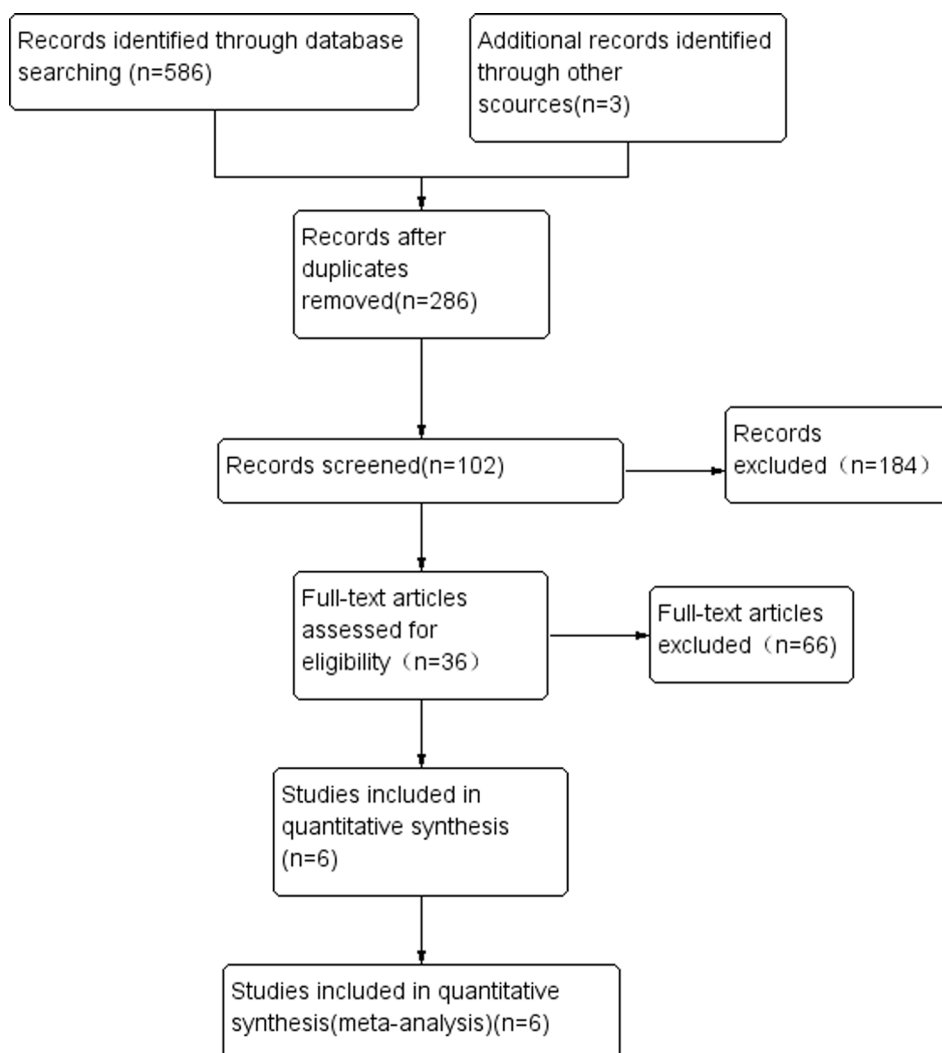 Records identified through database
searching (n=586)
Additional records identified
through other
scources(n=3)
Records after
duplicates
removed(n=286)
Records screened(n=102)
Records
excluded（n=184）
Full-text articles
assessed for
eligibility（n=36）
Full-text articles
excluded（n=66)
Studies included in
quantitative synthesis
(n=6)
Studies included in quantitative
synthesis(meta-analysis)(n=6)